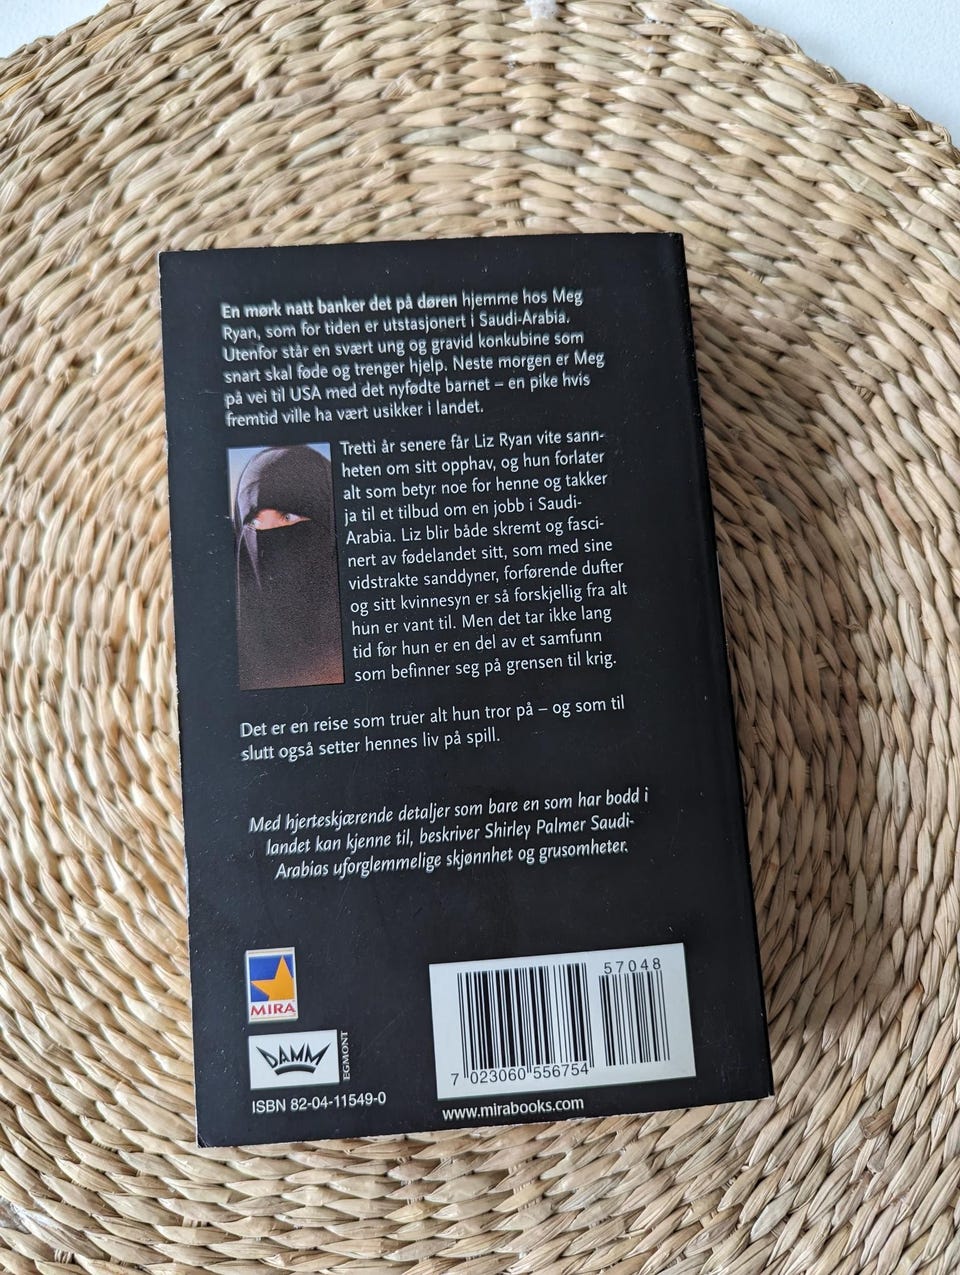 En mørk natt banker det på døren hjemme hos Meg
Ryan, som for tiden er utstasjonert i Saudi-Arabia.
Utenfor står en svært ung og gravid konkubine som
snart skal føde og trenger hjelp. Neste morgen er Meg
på vei til USA med det nyfødte barnet – en pike hvis
fremtid ville ha vært usikker i landet.
Tretti år senere får Liz Ryan vite sann-
heten om sitt opphav, og hun forlater
alt som betyr noe for henne og takker
ja til et tilbud om en jobb i Saudi-
Arabia. Liz blir både skremt og fasci-
nert av fødelandet sitt, som med sine
vidstrakte sanddyner, forførende dufter
og sitt kvinnesyn er så forskjellig fra alt
hun er vant til. Men det tar ikke lang
tid før hun er en del av et samfunn
som befinner seg på grensen til krig.
Det er en reise som truer alt hun tror på – og som til
slutt også setter hennes liv på spill.
Med hjerteskjærende detaljer som bare en som har bodd i
landet kan kjenne til, beskriver Shirley Palmer Saudi-
Arabias uforglemmelige skjønnhet og grusomheter.
MIRA
DAMM
EGMONT
ISBN 82-04-11549-0
57048
7 023060 556754
www.mirabooks.com